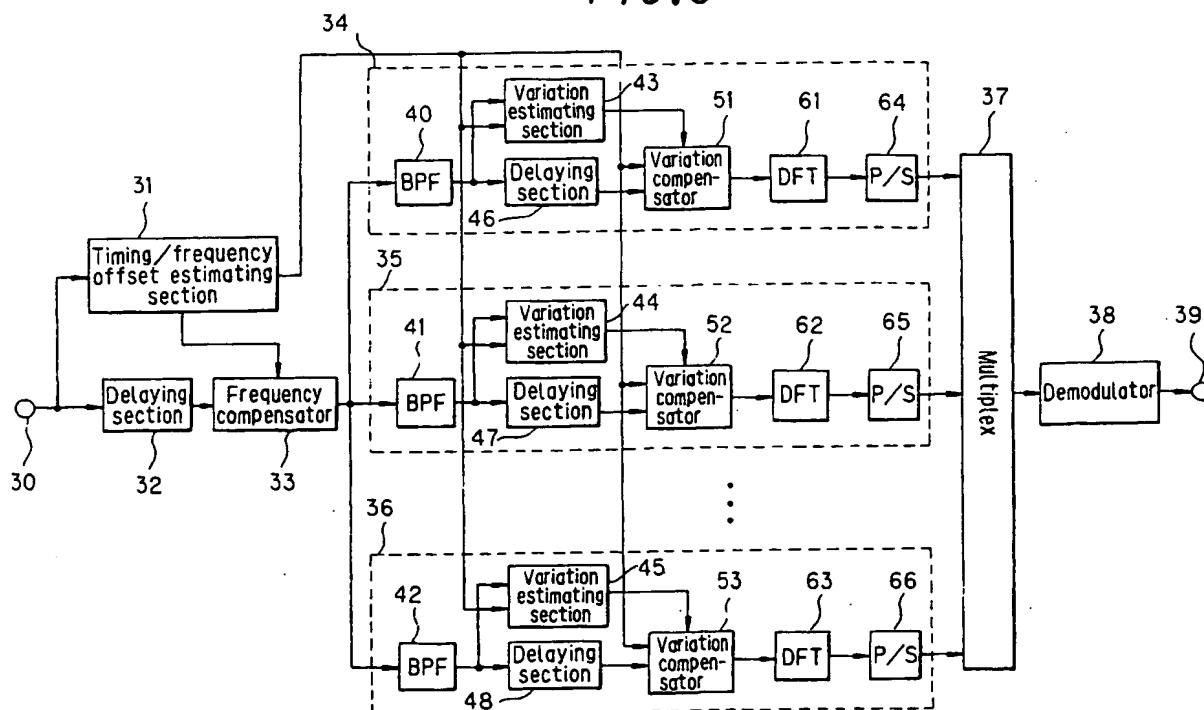 34
43
Variation
estimating
section
40
BPF
Delaying
section
46
51
Variation
compen-
sator
61
DFT
64
P/S
37
Multiplex
31
Timing/frequency
offset estimating
section
30
Delaying
section
32
Frequency
compensator
33
35
44
Variation
estimating
section
41
BPF
Delaying
section
47
52
Variation
compen-
sator
62
DFT
65
P/S
38
Demodulator
39
36
45
Variation
estimating
section
42
BPF
Delaying
section
48
53
Variation
compen-
sator
63
DFT
66
P/S